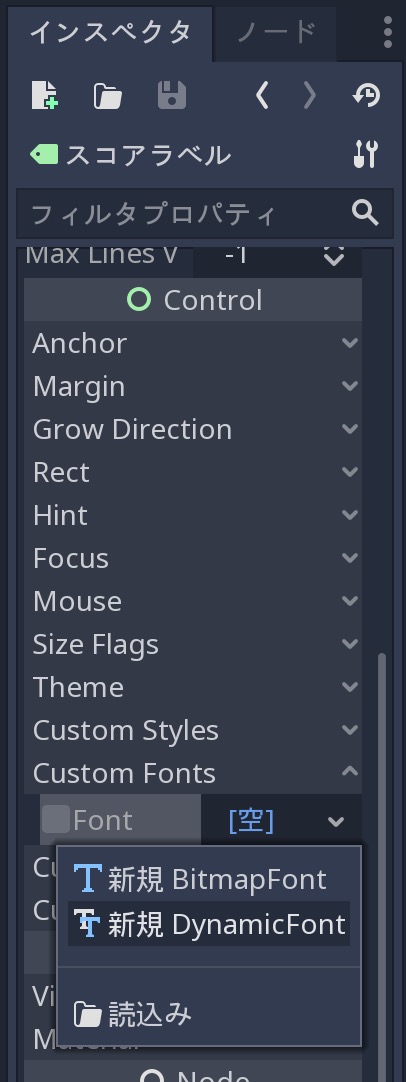 インスペクタ ノード
スコアラベル
フィルタプロパティ
Max Lines V -1
Control
Anchor
Margin
Grow Direction
Rect
Hint
Focus
Mouse
Size Flags
Theme
Custom Styles
Custom Fonts
Font [空]
新規 BitmapFont
新規 DynamicFont
読込み
Node